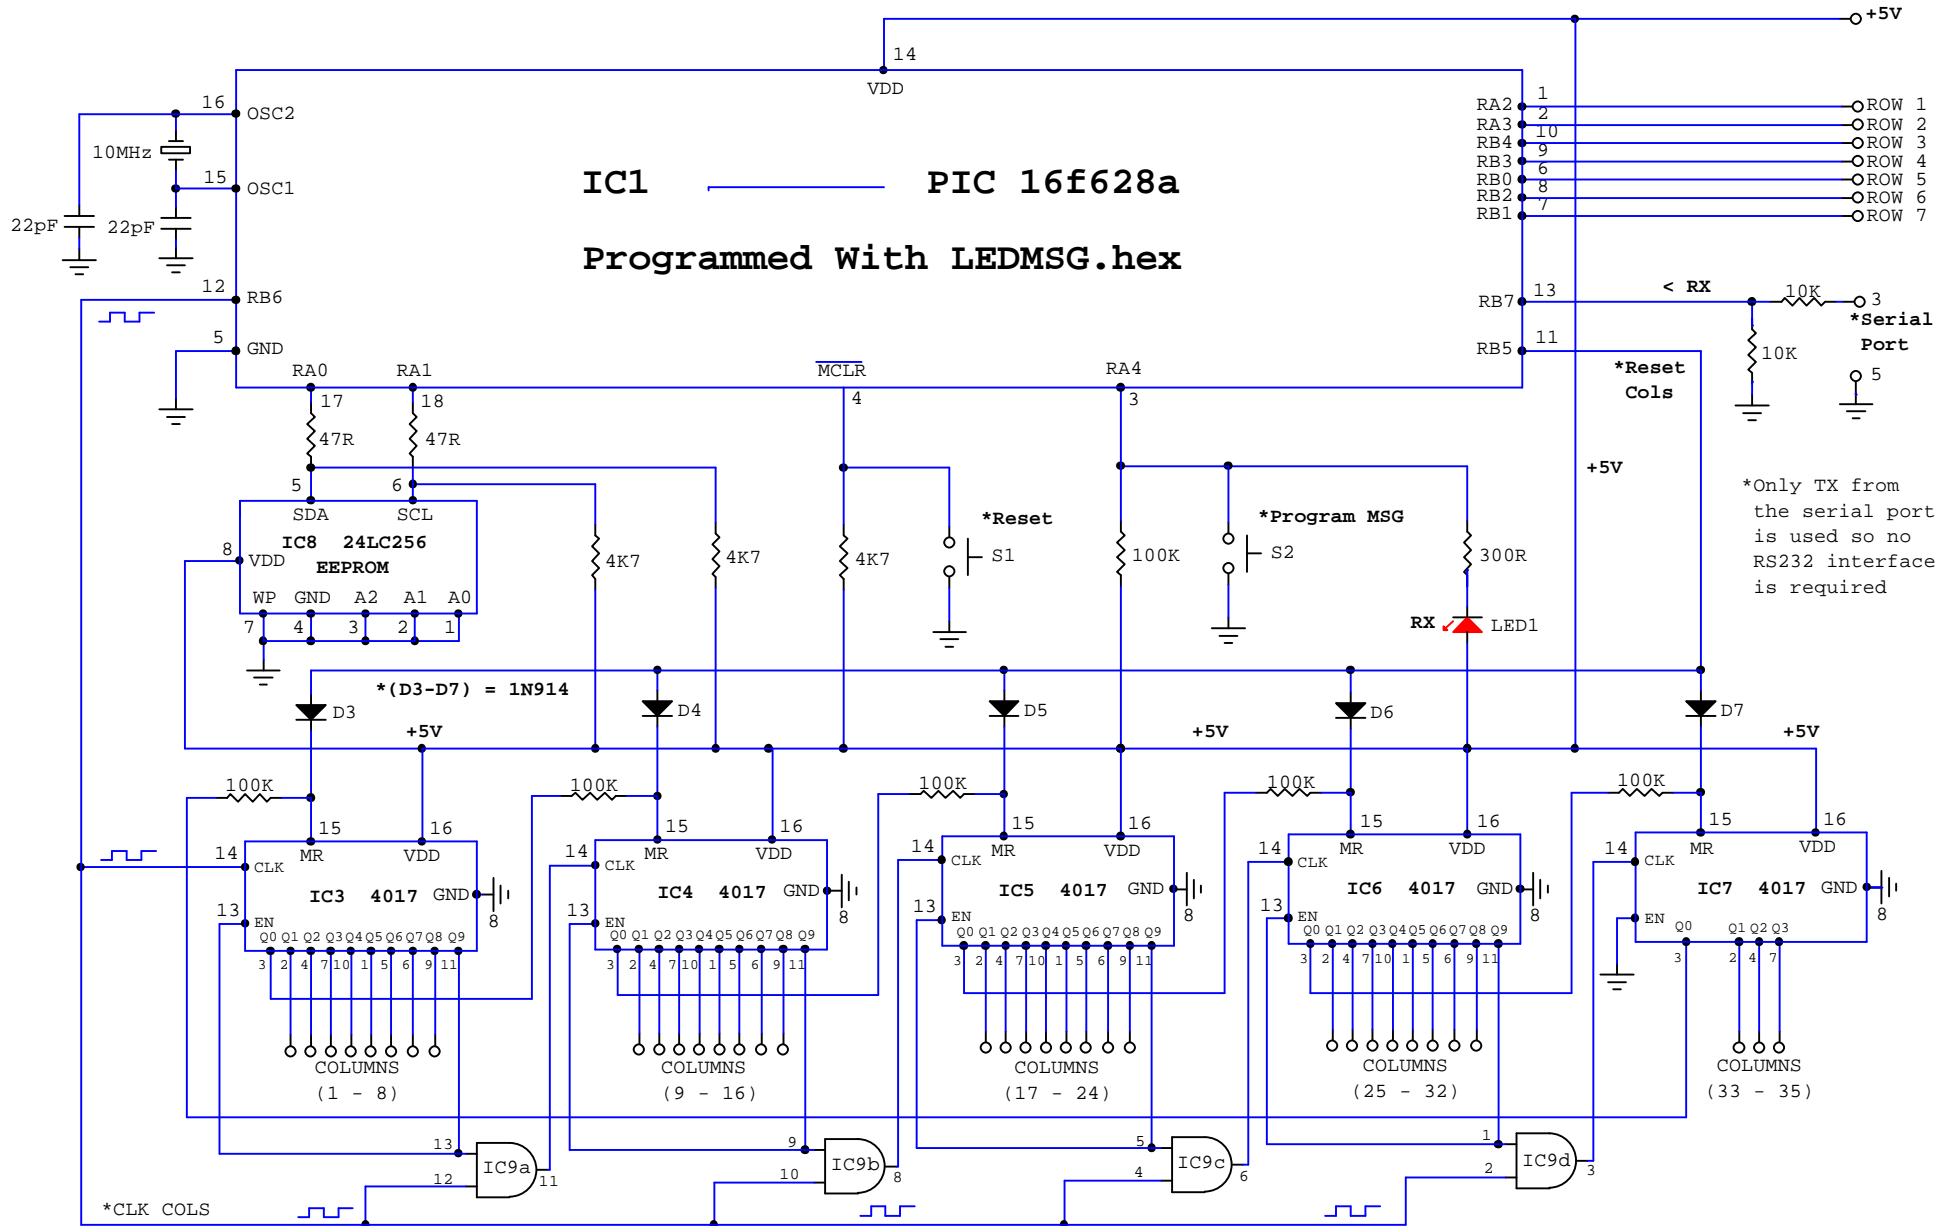 +5V
14
VDD
16
OSC2
10MHz
15
OSC1
22pF
22pF
12
RB6
5
GND
IC1 PIC 16f628a
Programmed With LEDMSG.hex
RA2 1 ROW 1
RA3 2 ROW 2
RB4 10 ROW 3
RB3 9 ROW 4
RB0 6 ROW 5
RB2 8 ROW 6
RB1 7 ROW 7
RB7 13 < RX 10K 3
*Serial
Port
10K
5
RB5 11
*Reset
Cols
RA0 RA1 MCLR RA4
17 18 4 3
47R 47R
+5V
*Only TX from
the serial port
is used so no
RS232 interface
is required
5 6
SDA SCL
IC8 24LC256
EEPROM
8 VDD
WP GND A2 A1 A0
7 4 3 2 1
4K7 4K7 4K7
*Reset
S1
100K
*Program MSG
S2
300R
RX LED1
*(D3-D7) = 1N914
D3 D4 D5 D6 D7
+5V +5V +5V
100K 100K 100K 100K 100K
15 16
MR VDD
14 CLK
IC3 4017 GND
8
13 EN
Q0 Q1 Q2 Q3 Q4 Q5 Q6 Q7 Q8 Q9
3 2 4 7 10 1 5 6 9 11
COLUMNS
(1 - 8)
15 16
MR VDD
14 CLK
IC4 4017 GND
8
13 EN
Q0 Q1 Q2 Q3 Q4 Q5 Q6 Q7 Q8 Q9
3 2 4 7 10 1 5 6 9 11
COLUMNS
(9 - 16)
15 16
MR VDD
14 CLK
IC5 4017 GND
8
13 EN
Q0 Q1 Q2 Q3 Q4 Q5 Q6 Q7 Q8 Q9
3 2 4 7 10 1 5 6 9 11
COLUMNS
(17 - 24)
15 16
MR VDD
14 CLK
IC6 4017 GND
8
13 EN
Q0 Q1 Q2 Q3 Q4 Q5 Q6 Q7 Q8 Q9
3 2 4 7 10 1 5 6 9 11
COLUMNS
(25 - 32)
15 16
MR VDD
14 CLK
IC7 4017 GND
8
EN
Q0 Q1 Q2 Q3
3 2 4 7
COLUMNS
(33 - 35)
13
12
IC9a
11
9
10
IC9b
8
5
4
IC9c
6
1
2
IC9d
3
*CLK COLS